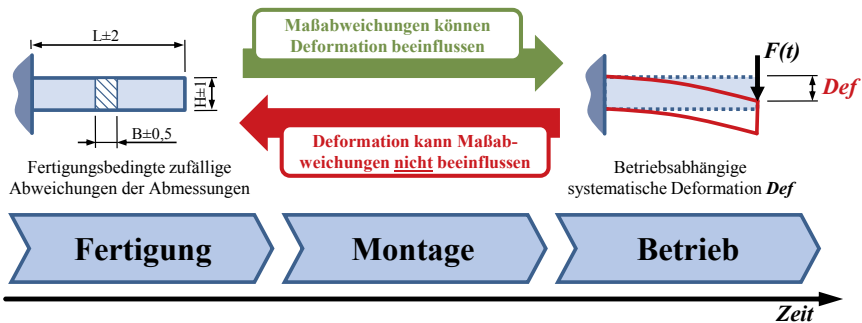 L±2
H±1
B±0,5
Fertigungsbedingte zufällige
Abweichungen der Abmessungen
Maßabweichungen können
Deformation beeinflussen
Deformation kann Maßab-
weichungen nicht beeinflussen
F(t)
Def
Betriebsabhängige
systematische Deformation Def
Fertigung
Montage
Betrieb
Zeit